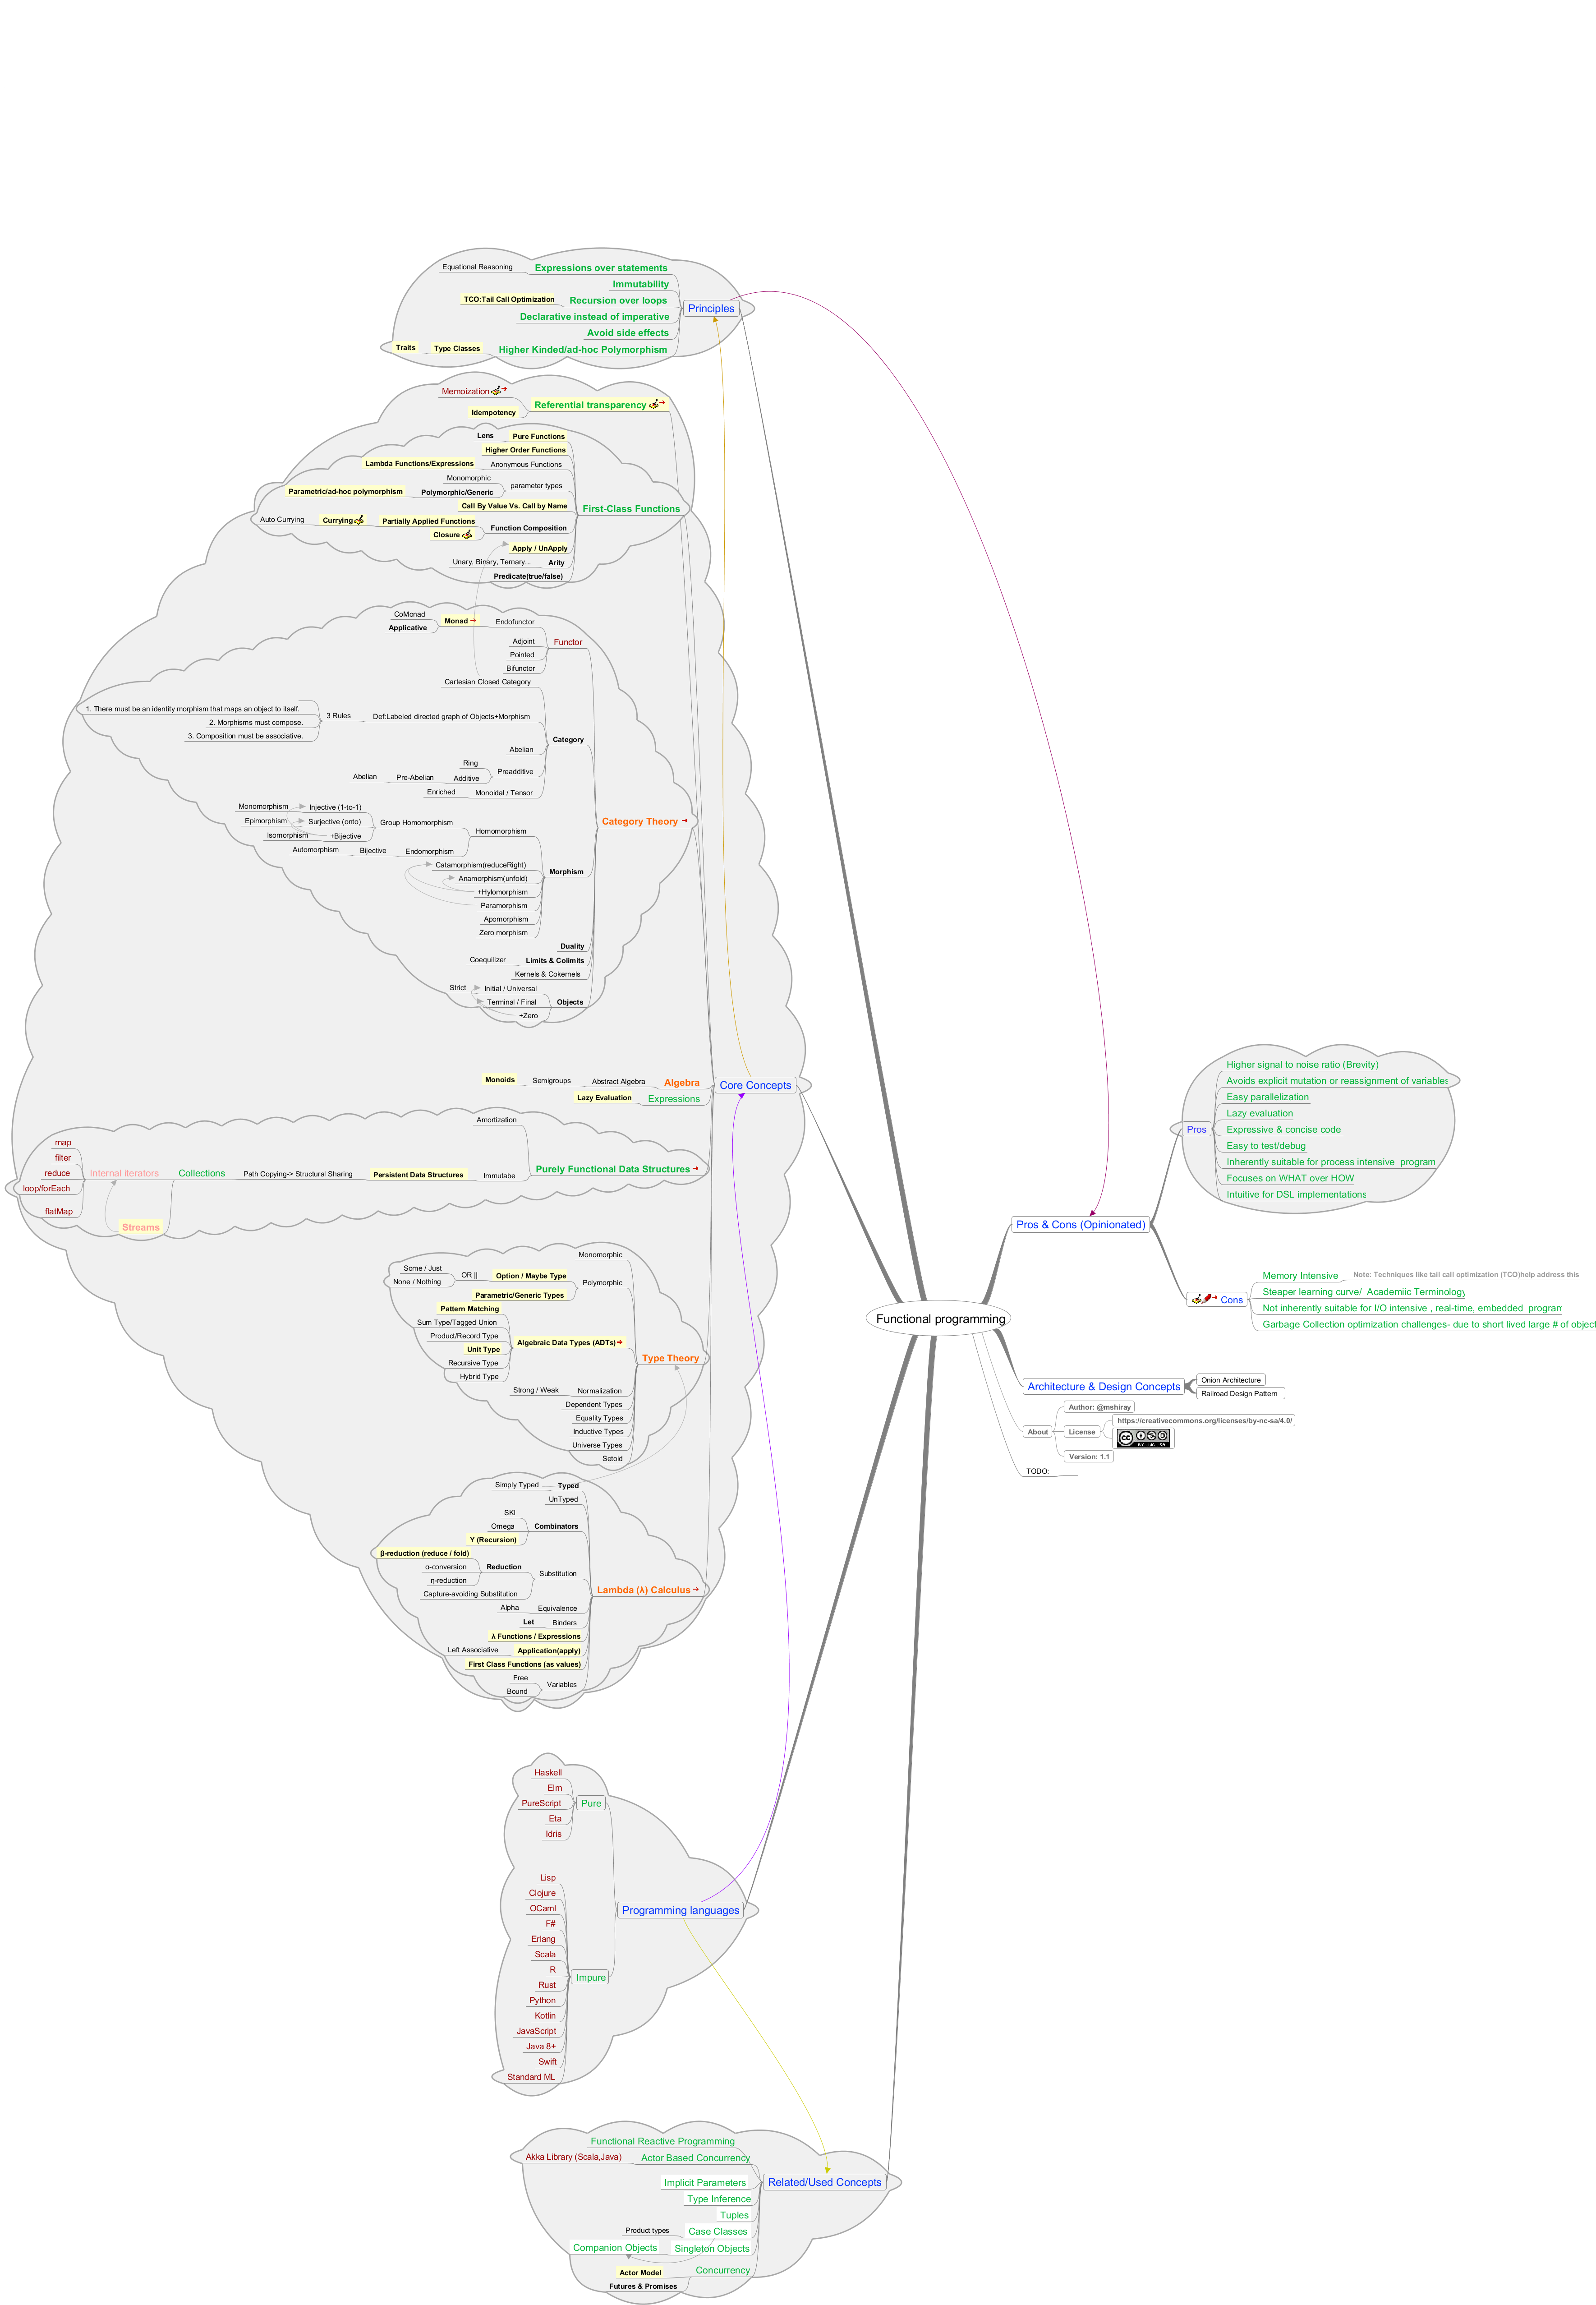 Functional programming
Principles
Expressions over statements
Equational Reasoning
Immutability
Recursion over loops
TCO:Tail Call Optimization
Declarative instead of imperative
Avoid side effects
Higher Kinded/ad-hoc Polymorphism
Type Classes
Traits
Core Concepts
Referential transparency
Memoization
Idempotency
First-Class Functions
Pure Functions
Lens
Higher Order Functions
Anonymous Functions
Lambda Functions/Expressions
parameter types
Monomorphic
Polymorphic/Generic
Parametric/ad-hoc polymorphism
Call By Value Vs. Call by Name
Function Composition
Partially Applied Functions
Currying
Auto Currying
Closure
Apply / UnApply
Arity
Unary, Binary, Ternary...
Predicate(true/false)
Category Theory
Functor
Endofunctor
Monad
CoMonad
Applicative
Adjoint
Pointed
Bifunctor
Category
Cartesian Closed Category
Def:Labeled directed graph of Objects+Morphism
3 Rules
1. There must be an identity morphism that maps an object to itself.
2. Morphisms must compose.
3. Composition must be associative.
Abelian
Preadditive
Ring
Additive
Pre-Abelian
Abelian
Monoidal / Tensor
Enriched
Morphism
Homomorphism
Group Homomorphism
Injective (1-to-1)
Monomorphism
Surjective (onto)
Epimorphism
+Bijective
Isomorphism
Endomorphism
Bijective
Automorphism
Catamorphism(reduceRight)
Anamorphism(unfold)
+Hylomorphism
Paramorphism
Apomorphism
Zero morphism
Duality
Limits & Colimits
Coequilizer
Kernels & Cokernels
Objects
Initial / Universal
Strict
Terminal / Final
+Zero
Algebra
Abstract Algebra
Semigroups
Monoids
Expressions
Lazy Evaluation
Purely Functional Data Structures
Amortization
Immutabe
Persistent Data Structures
Path Copying-> Structural Sharing
Collections
Internal iterators
map
filter
reduce
loop/forEach
flatMap
Streams
Type Theory
Monomorphic
Polymorphic
Option / Maybe Type
OR ||
Some / Just
None / Nothing
Parametric/Generic Types
Algebraic Data Types (ADTs)
Pattern Matching
Sum Type/Tagged Union
Product/Record Type
Unit Type
Recursive Type
Hybrid Type
Normalization
Strong / Weak
Dependent Types
Equality Types
Inductive Types
Universe Types
Setoid
Lambda (λ) Calculus
Typed
Simply Typed
UnTyped
Combinators
SKI
Omega
Y (Recursion)
Substitution
Reduction
β-reduction (reduce / fold)
α-conversion
η-reduction
Capture-avoiding Substitution
Equivalence
Alpha
Binders
Let
λ Functions / Expressions
Application(apply)
Left Associative
First Class Functions (as values)
Variables
Free
Bound
Programming languages
Pure
Haskell
Elm
PureScript
Eta
Idris
Impure
Lisp
Clojure
OCaml
F#
Erlang
Scala
R
Rust
Python
Kotlin
JavaScript
Java 8+
Swift
Standard ML
Related/Used Concepts
Functional Reactive Programming
Actor Based Concurrency
Akka Library (Scala,Java)
Implicit Parameters
Type Inference
Tuples
Case Classes
Product types
Singleton Objects
Companion Objects
Concurrency
Actor Model
Futures & Promises
Pros & Cons (Opinionated)
Pros
Higher signal to noise ratio (Brevity)
Avoids explicit mutation or reassignment of variables
Easy parallelization
Lazy evaluation
Expressive & concise code
Easy to test/debug
Inherently suitable for process intensive  program
Focuses on WHAT over HOW
Intuitive for DSL implementations
Cons
Memory Intensive
Note: Techniques like tail call optimization (TCO)help address this
Steaper learning curve/  Academiic Terminology
Not inherently suitable for I/O intensive , real-time, embedded  program
Garbage Collection optimization challenges- due to short lived large # of object
Architecture & Design Concepts
Onion Architecture
Railroad Design Pattern
About
Author: @mshiray
License
https://creativecommons.org/licenses/by-nc-sa/4.0/
CC BY NC SA
Version: 1.1
TODO: